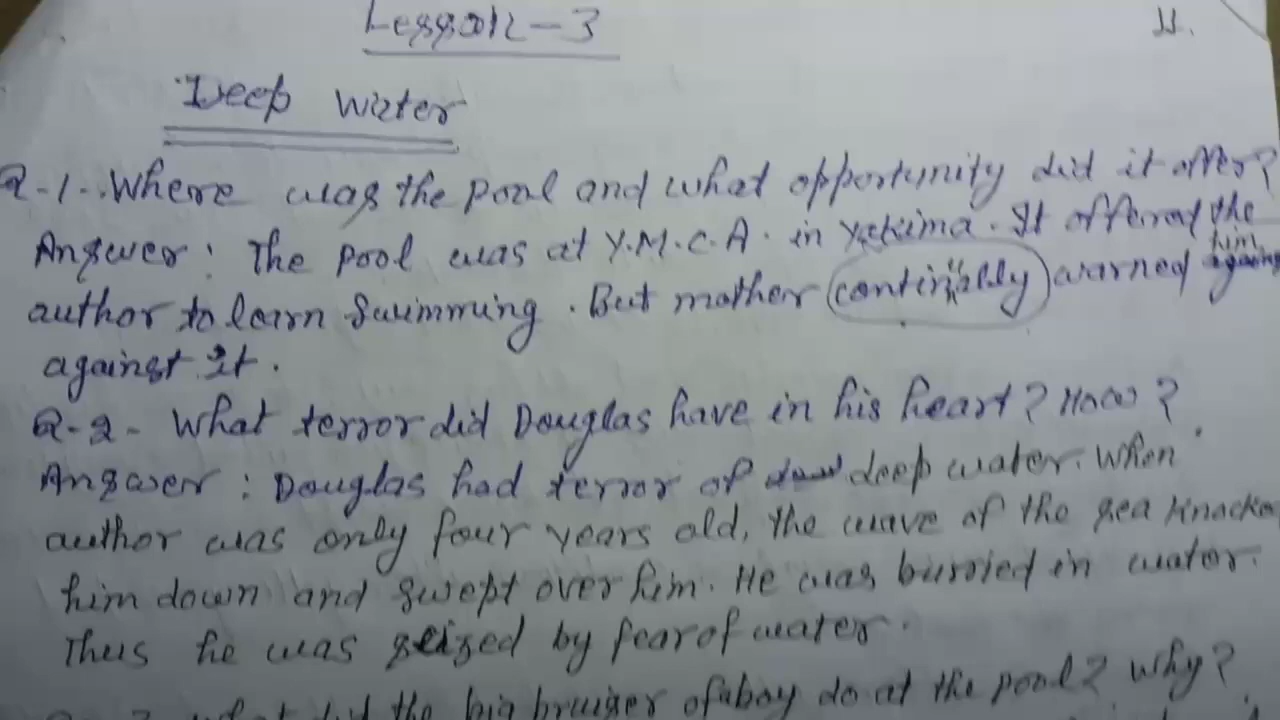 Lesson - 3
11.
Deep Water
Q-1- Where was the pool and what opportunity did it offer?
Answer: The pool was at Y.M.C.A. in Yakima. It offered the
author to learn swimming. But mother continually warned him
against it.
Q-2- What terror did Douglas have in his heart? How?
Answer: Douglas had terror of deep water. When
author was only four years old, the wave of the sea knocke
him down and swept over him. He was burried in water.
Thus he was seized by fear of water.
what did the big bruiser of a boy do at the pool? Why?